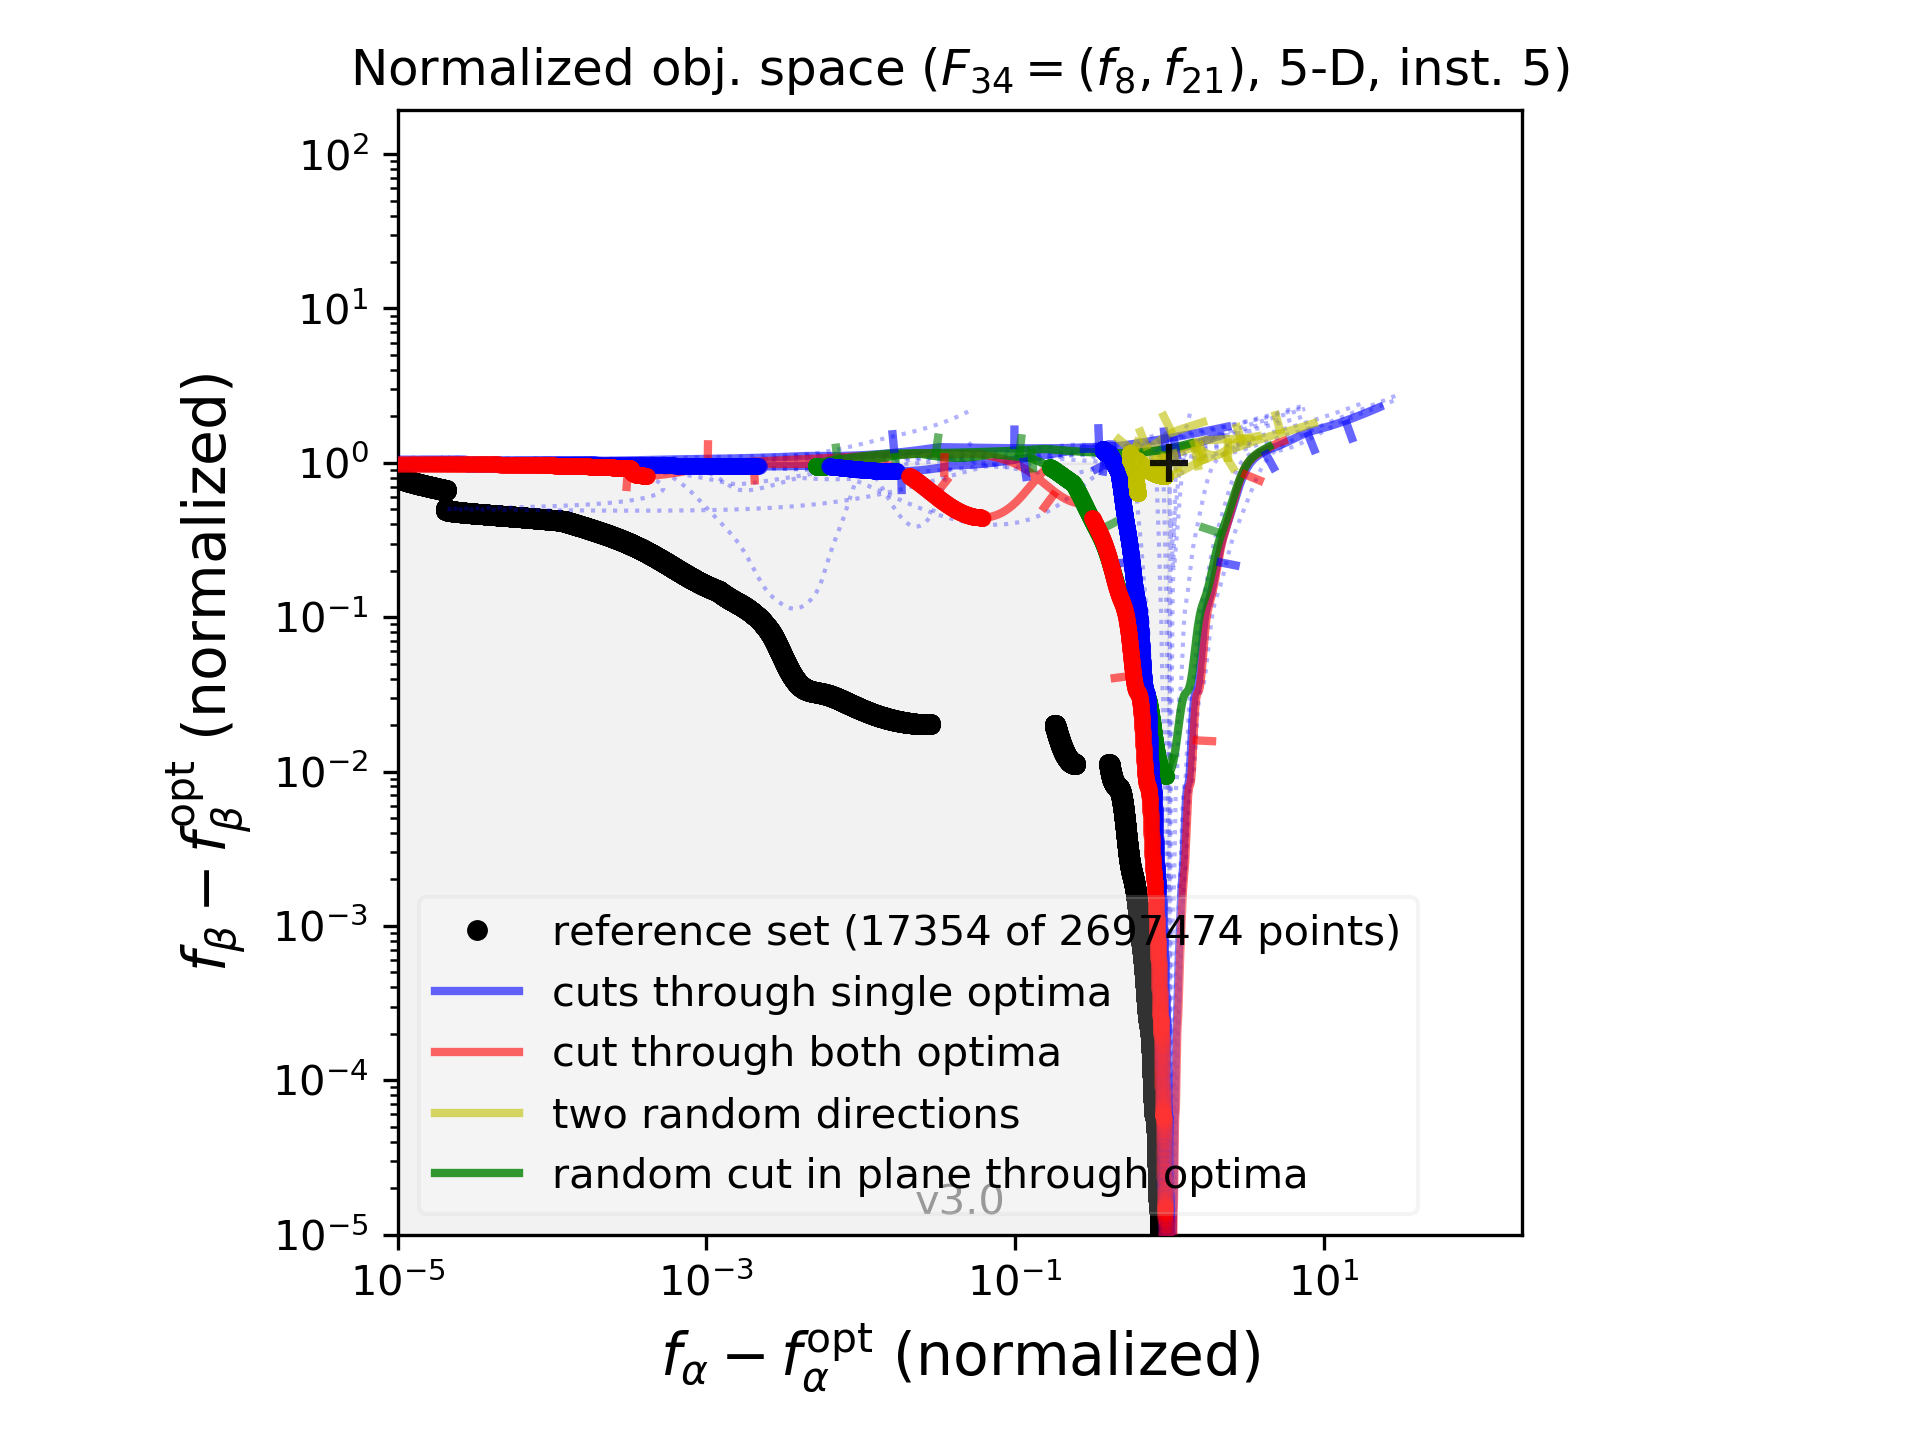 Normalized obj. space (F₃₄ = (f₈, f₂₁), 5-D, inst. 5)
10²
10¹
10⁰
10⁻¹
10⁻²
10⁻³
10⁻⁴
10⁻⁵
f_β − f_β^opt (normalized)
reference set (17354 of 2697474 points)
cuts through single optima
cut through both optima
two random directions
random cut in plane through optima
v3.0
10⁻⁵ 10⁻³ 10⁻¹ 10¹
f_α − f_α^opt (normalized)